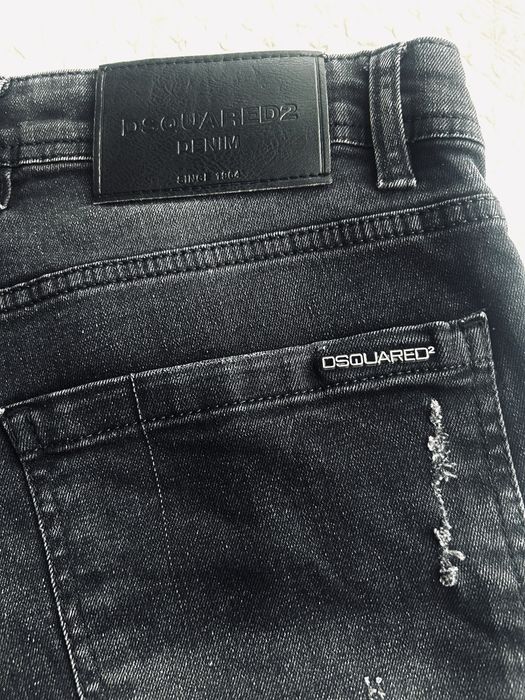 DSQUARED2
DENIM
SINCE 1964
DSQUARED²